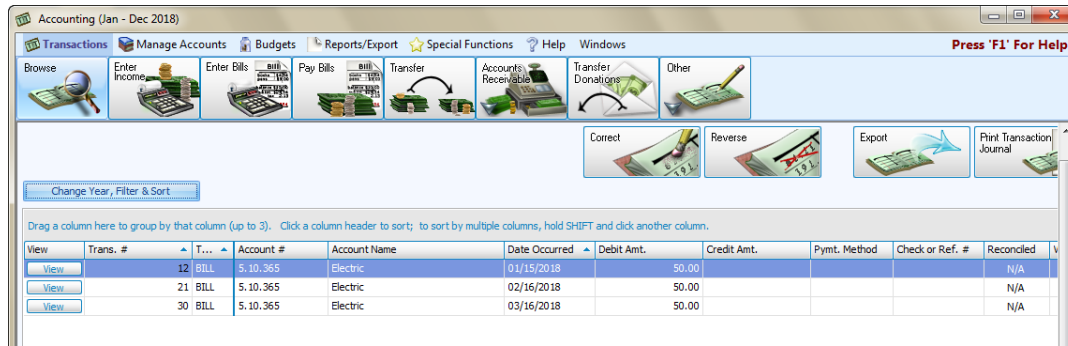 Accounting (Jan - Dec 2018)
Transactions Manage Accounts Budgets Reports/Export Special Functions Help Windows Press 'F1' For Help
Browse
Enter Income
Enter Bills
Pay Bills
Transfer
Accounts Receivable
Transfer Donations
Other
Correct
Reverse
Export
Print Transaction Journal
Change Year, Filter & Sort
Drag a column here to group by that column (up to 3). Click a column header to sort; to sort by multiple columns, hold SHIFT and click another column.
View Trans. # T... Account # Account Name Date Occurred Debit Amt. Credit Amt. Pymt. Method Check or Ref. # Reconciled
View 12 BILL 5.10.365 Electric 01/15/2018 50.00 N/A
View 21 BILL 5.10.365 Electric 02/16/2018 50.00 N/A
View 30 BILL 5.10.365 Electric 03/16/2018 50.00 N/A